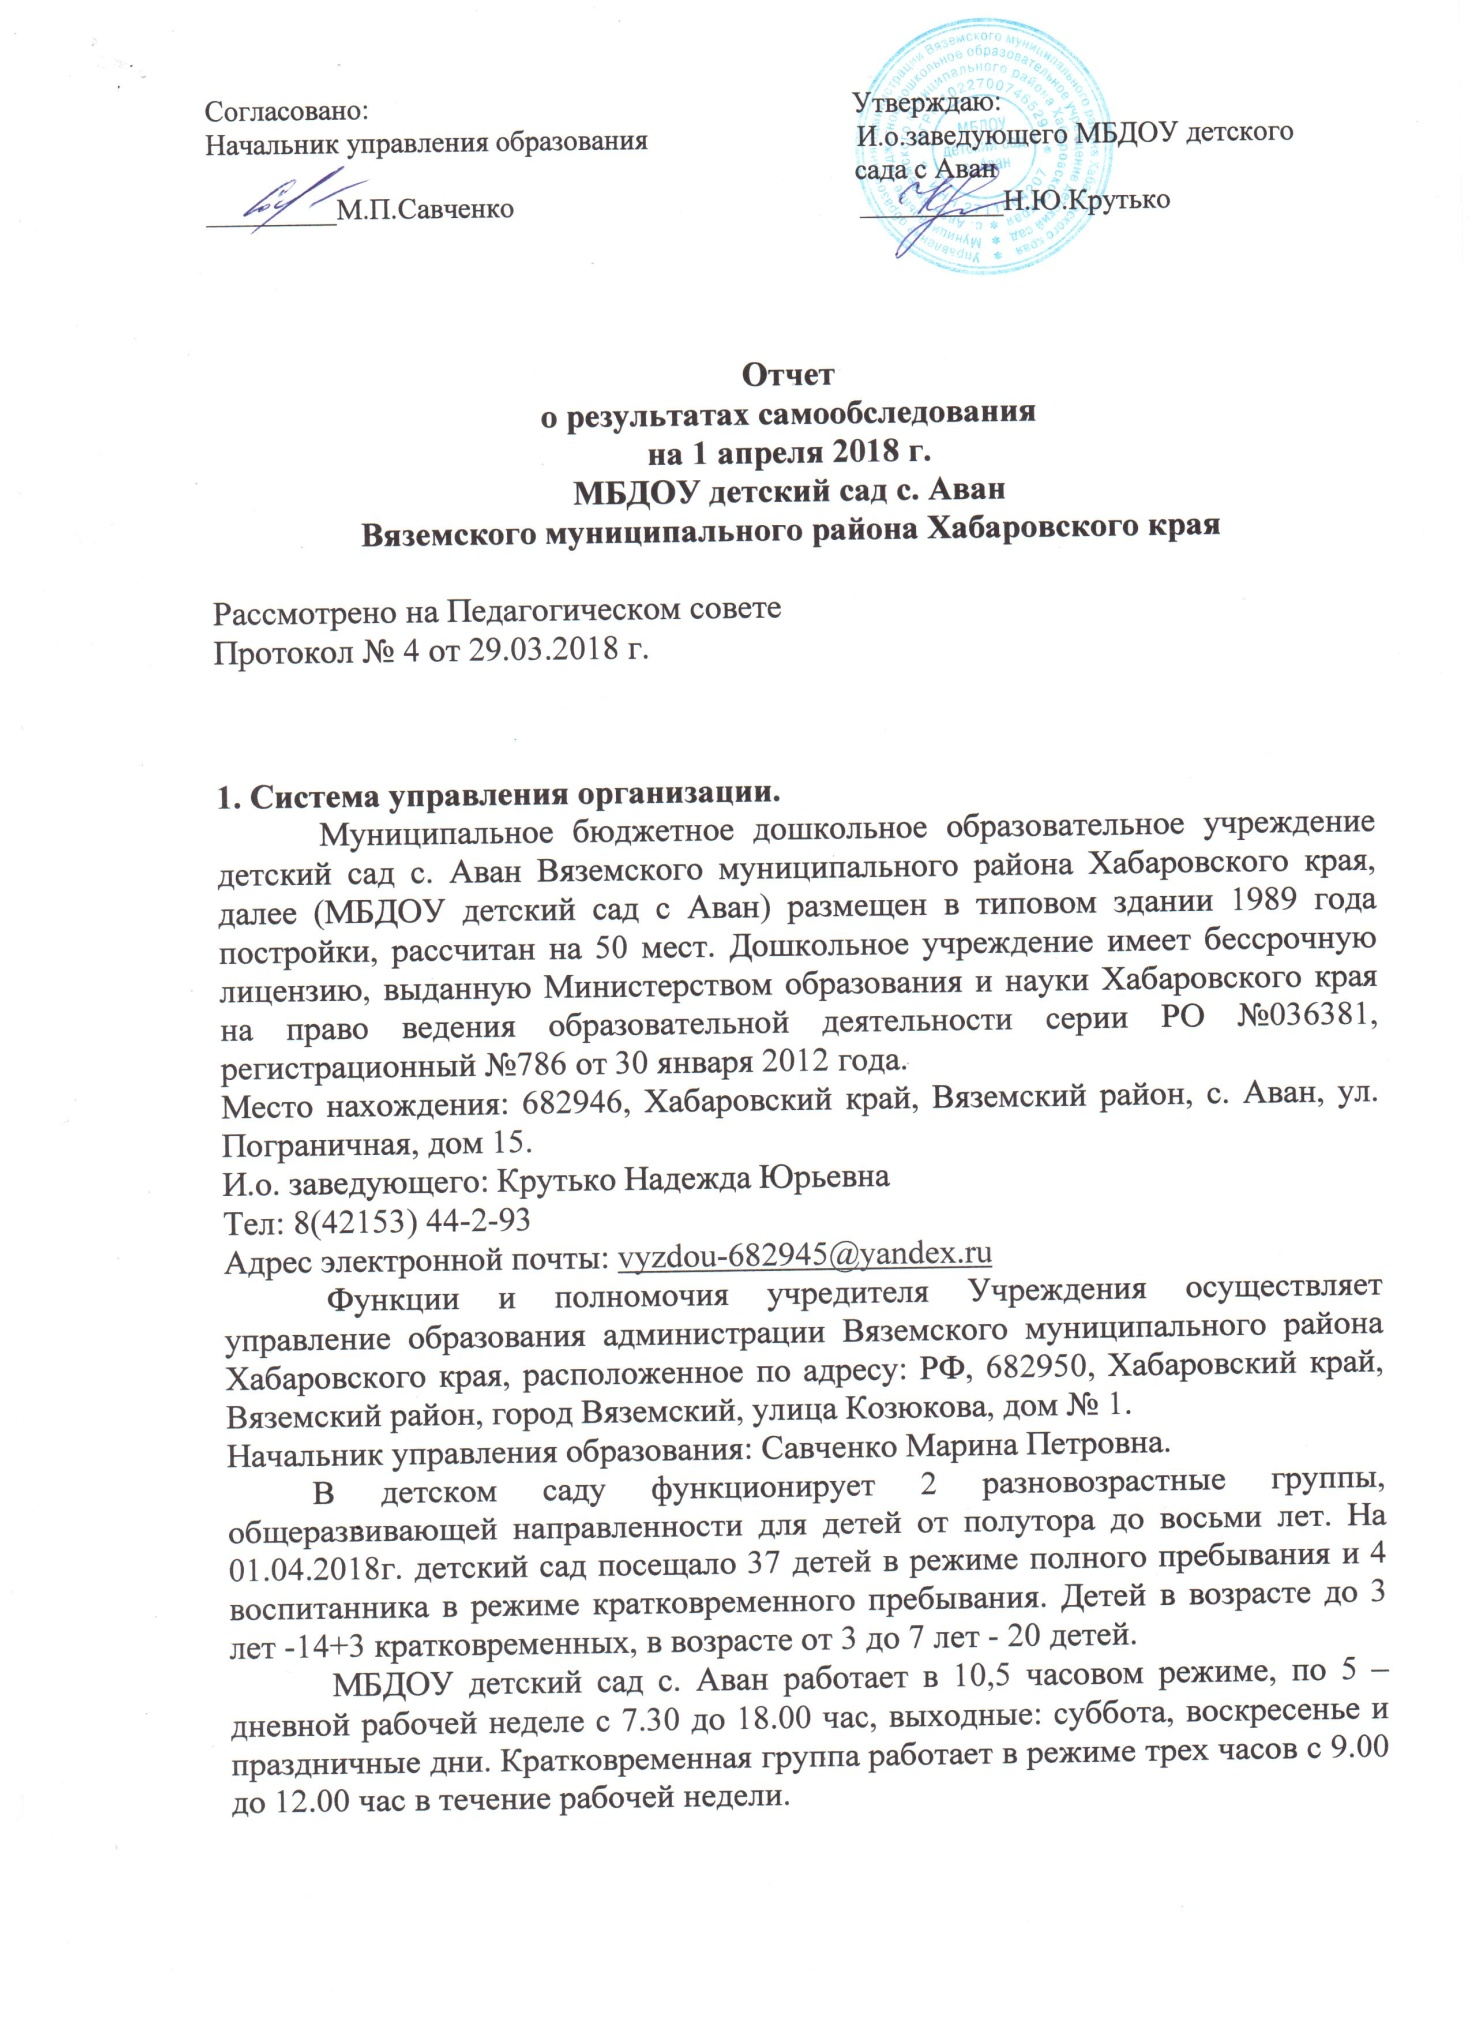 Согласовано:
Начальник управления образования
_________М.П.Савченко
Утверждаю:
И.о.заведующего МБДОУ детского
сада с Аван
_________Н.Ю.Крутько
Отчет
о результатах самообследования
на 1 апреля 2018 г.
МБДОУ детский сад с. Аван
Вяземского муниципального района Хабаровского края
Рассмотрено на Педагогическом совете
Протокол № 4 от 29.03.2018 г.
1. Система управления организации.
Муниципальное бюджетное дошкольное образовательное учреждение
детский сад с. Аван Вяземского муниципального района Хабаровского края,
далее (МБДОУ детский сад с Аван) размещен в типовом здании 1989 года
постройки, рассчитан на 50 мест. Дошкольное учреждение имеет бессрочную
лицензию, выданную Министерством образования и науки Хабаровского края
на право ведения образовательной деятельности серии РО №036381,
регистрационный №786 от 30 января 2012 года.
Место нахождения: 682946, Хабаровский край, Вяземский район, с. Аван, ул.
Пограничная, дом 15.
И.о. заведующего: Крутько Надежда Юрьевна
Тел: 8(42153) 44-2-93
Адрес электронной почты: vyzdou-682945@yandex.ru
Функции и полномочия учредителя Учреждения осуществляет
управление образования администрации Вяземского муниципального района
Хабаровского края, расположенное по адресу: РФ, 682950, Хабаровский край,
Вяземский район, город Вяземский, улица Козюкова, дом № 1.
Начальник управления образования: Савченко Марина Петровна.
В детском саду функционирует 2 разновозрастные группы,
общеразвивающей направленности для детей от полутора до восьми лет. На
01.04.2018г. детский сад посещало 37 детей в режиме полного пребывания и 4
воспитанника в режиме кратковременного пребывания. Детей в возрасте до 3
лет -14+3 кратковременных, в возрасте от 3 до 7 лет - 20 детей.
МБДОУ детский сад с. Аван работает в 10,5 часовом режиме, по 5 –
дневной рабочей неделе с 7.30 до 18.00 час, выходные: суббота, воскресенье и
праздничные дни. Кратковременная группа работает в режиме трех часов с 9.00
до 12.00 час в течение рабочей недели.